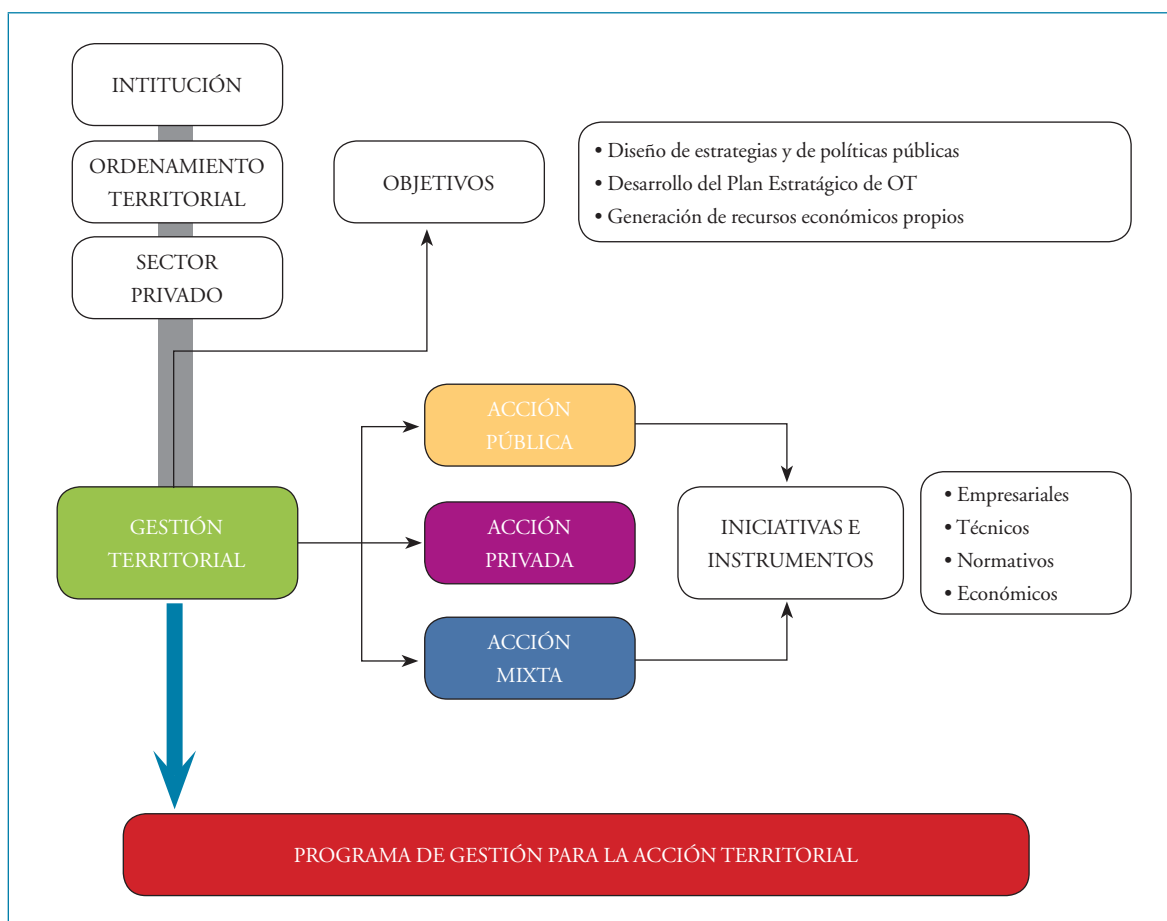 INTITUCIÓN
ORDENAMIENTO
TERRITORIAL
SECTOR
PRIVADO
OBJETIVOS
• Diseño de estrategias y de políticas públicas
• Desarrollo del Plan Estratágico de OT
• Generación de recursos económicos propios
GESTIÓN
TERRITORIAL
ACCIÓN
PÚBLICA
ACCIÓN
PRIVADA
ACCIÓN
MIXTA
INICIATIVAS E
INSTRUMENTOS
• Empresariales
• Técnicos
• Normativos
• Económicos
PROGRAMA DE GESTIÓN PARA LA ACCIÓN TERRITORIAL